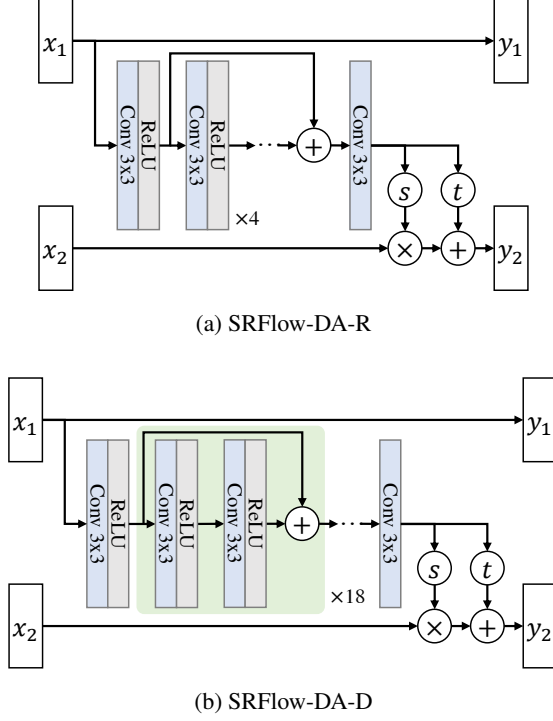 x₁
y₁
Conv 3x3
ReLU
Conv 3x3
ReLU
...
+
Conv 3x3
×4
s
t
x₂
×
+
y₂
(a) SRFlow-DA-R
x₁
y₁
Conv 3x3
ReLU
Conv 3x3
ReLU
Conv 3x3
ReLU
+
...
Conv 3x3
×18
s
t
x₂
×
+
y₂
(b) SRFlow-DA-D